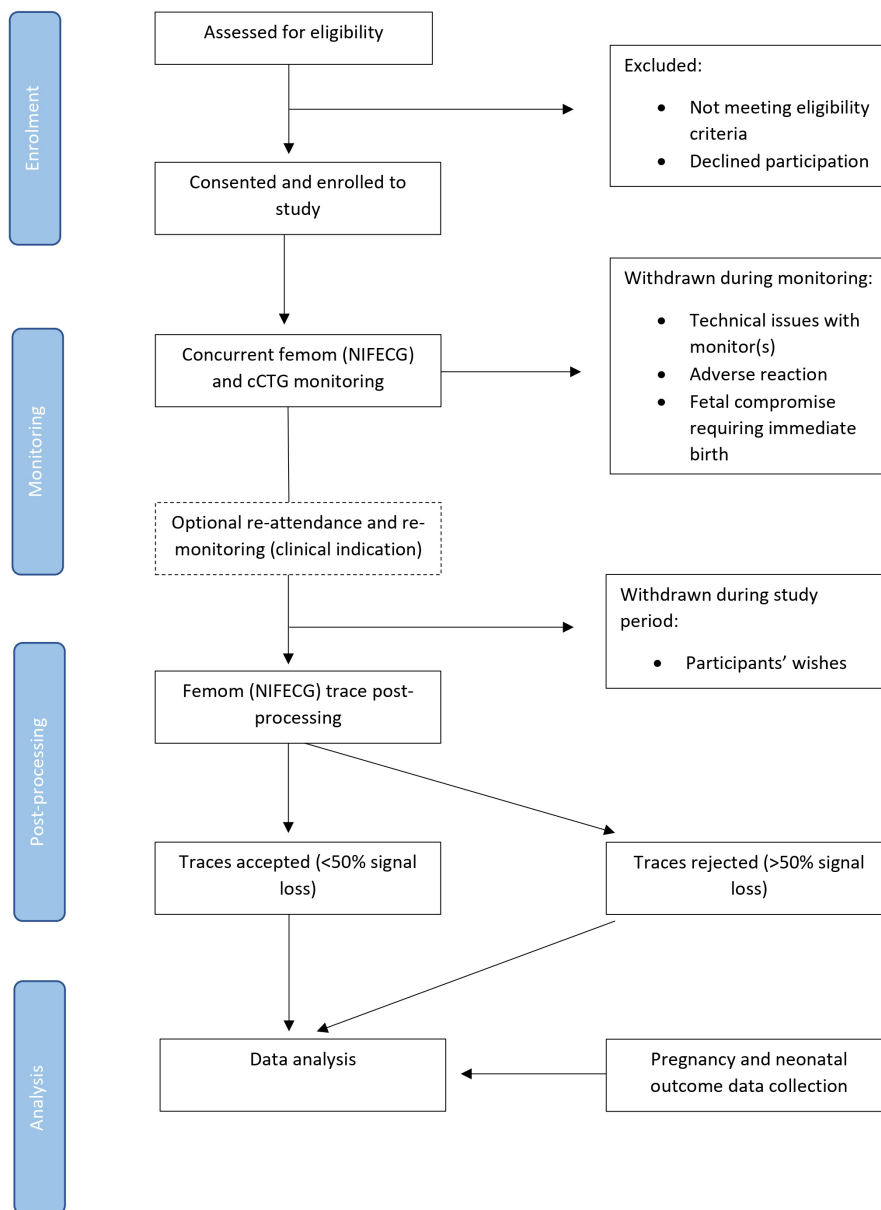 Enrolment
Assessed for eligibility
Excluded:
• Not meeting eligibility
criteria
• Declined participation
Consented and enrolled to
study
Monitoring
Withdrawn during monitoring:
• Technical issues with
monitor(s)
• Adverse reaction
• Fetal compromise
requiring immediate
birth
Concurrent femom (NIFECG)
and cCTG monitoring
Optional re-attendance and re-
monitoring (clinical indication)
Withdrawn during study
period:
• Participants’ wishes
Post-processing
Femom (NIFECG) trace post-
processing
Traces accepted (<50% signal
loss)
Traces rejected (>50% signal
loss)
Analysis
Data analysis
Pregnancy and neonatal
outcome data collection